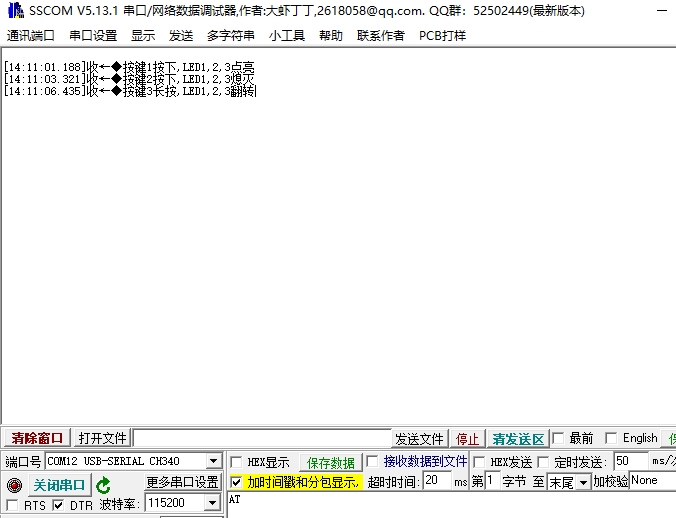 SSCOM V5.13.1 串口/网络数据调试器,作者:大虾丁丁,2618058@qq.com. QQ群: 52502449(最新版本)
通讯端口 串口设置 显示 发送 多字符串 小工具 帮助 联系作者 PCB打样
[14:11:01.188]收←◆按键1按下,LED1,2,3点亮
[14:11:03.321]收←◆按键2按下,LED1,2,3熄灭
[14:11:06.435]收←◆按键3长按,LED1,2,3翻转
清除窗口 打开文件 发送文件 停止 清发送区 最前 English
端口号 COM12 USB-SERIAL CH340 HEX显示 保存数据 接收数据到文件 HEX发送 定时发送: 50 ms/
关闭串口 更多串口设置 加时间戳和分包显示, 超时时间: 20 ms 第1 字节 至 末尾 加校验 None
RTS DTR 波特率: 115200 AT